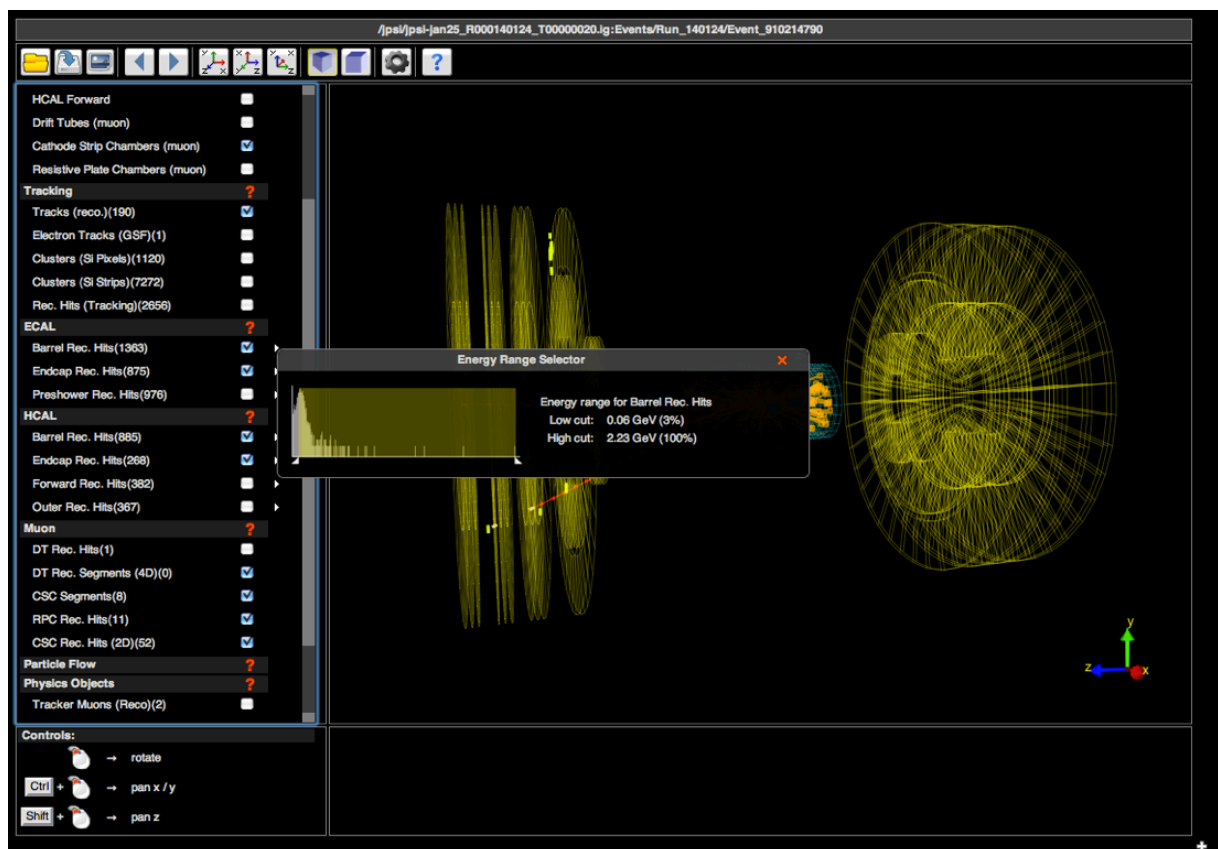 /jpsi/jpsi-jan25_R000140124_T00000020.ig:Events/Run_140124/Event_910214790
HCAL Forward
Drift Tubes (muon)
Cathode Strip Chambers (muon)
Resistive Plate Chambers (muon)
Tracking ?
Tracks (reco.)(190)
Electron Tracks (GSF)(1)
Clusters (Si Pixels)(1120)
Clusters (Si Strips)(7272)
Rec. Hits (Tracking)(2656)
ECAL ?
Barrel Rec. Hits(1363)
Endcap Rec. Hits(875)
Preshower Rec. Hits(976)
HCAL ?
Barrel Rec. Hits(885)
Endcap Rec. Hits(268)
Forward Rec. Hits(382)
Outer Rec. Hits(367)
Muon ?
DT Rec. Hits(1)
DT Rec. Segments (4D)(0)
CSC Segments(8)
RPC Rec. Hits(11)
CSC Rec. Hits (2D)(52)
Particle Flow ?
Physics Objects ?
Tracker Muons (Reco)(2)
Energy Range Selector
Energy range for Barrel Rec. Hits
Low cut: 0.06 GeV (3%)
High cut: 2.23 GeV (100%)
y
z x
Controls:
→ rotate
Ctrl + → pan x / y
Shift + → pan z